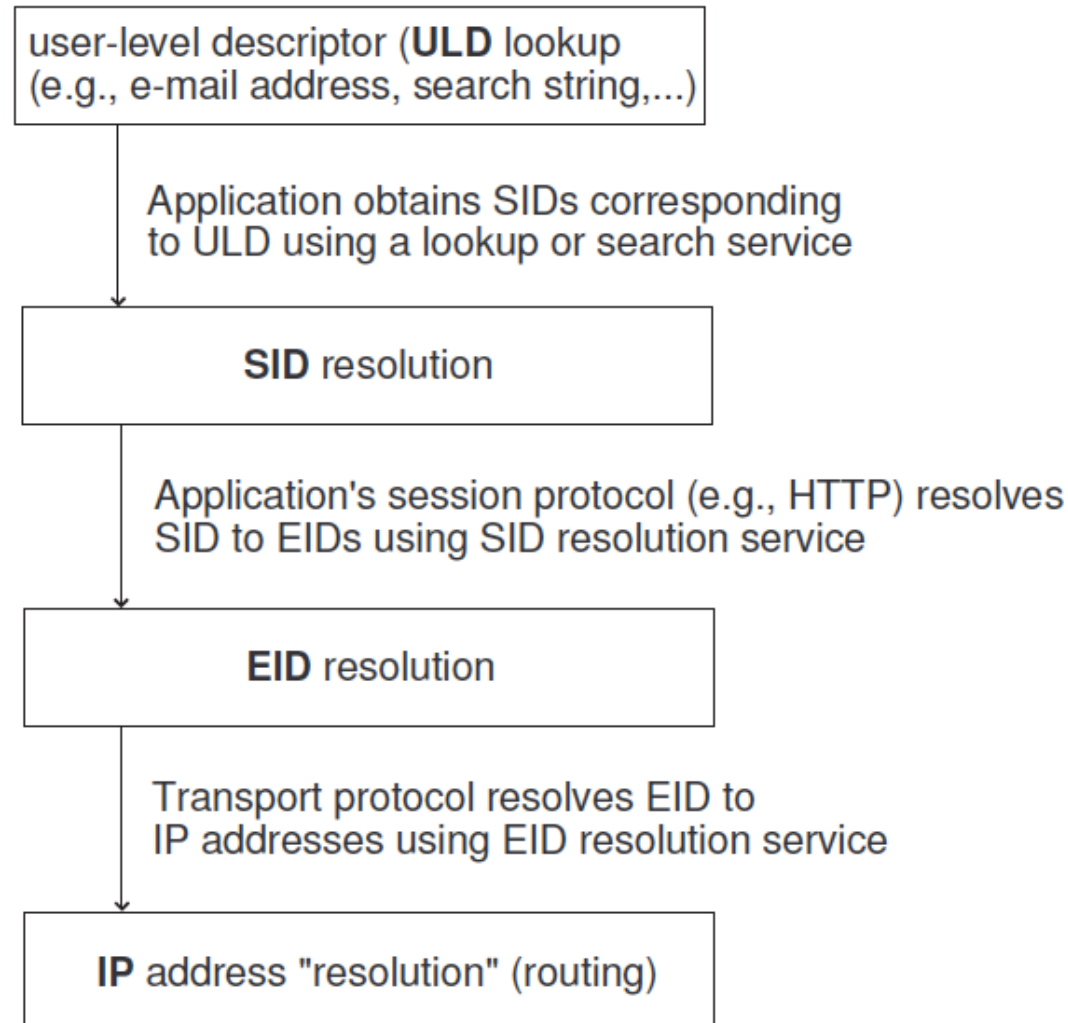 user-level descriptor (ULD lookup
(e.g., e-mail address, search string,...)
Application obtains SIDs corresponding
to ULD using a lookup or search service
SID resolution
Application's session protocol (e.g., HTTP) resolves
SID to EIDs using SID resolution service
EID resolution
Transport protocol resolves EID to
IP addresses using EID resolution service
IP address "resolution" (routing)